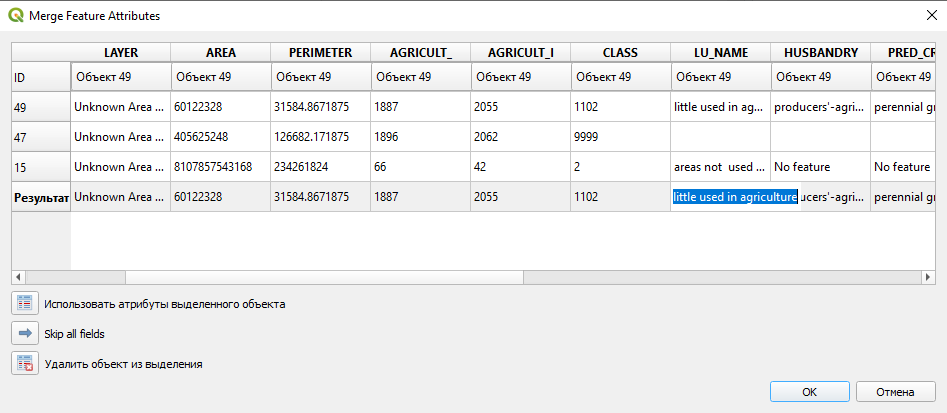 Merge Feature Attributes
LAYER AREA PERIMETER AGRICULT_ AGRICULT_I CLASS LU_NAME HUSBANDRY PRED_CR
ID Объект 49 Объект 49 Объект 49 Объект 49 Объект 49 Объект 49 Объект 49 Объект 49 Объект 49
49 Unknown Area ... 60122328 31584.8671875 1887 2055 1102 little used in ag... producers'-agri... perennial gr
47 Unknown Area ... 405625248 126682.171875 1896 2062 9999
15 Unknown Area ... 8107857543168 234261824 66 42 2 areas not used ... No feature No feature
Результат Unknown Area ... 60122328 31584.8671875 1887 2055 1102 little used in agriculture ucers'-agri... perennial gr
Использовать атрибуты выделенного объекта
Skip all fields
Удалить объект из выделения
OK Отмена